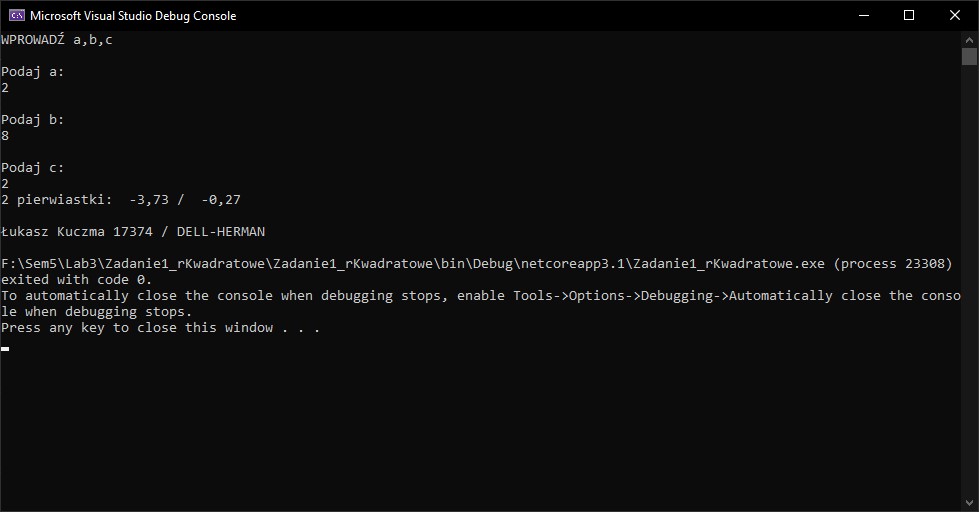 Microsoft Visual Studio Debug Console
WPROWADŹ a,b,c
Podaj a:
2
Podaj b:
8
Podaj c:
2
2 pierwiastki:  -3,73 /  -0,27
Łukasz Kuczma 17374 / DELL-HERMAN
F:\Sem5\Lab3\Zadanie1_rKwadratowe\Zadanie1_rKwadratowe\bin\Debug\netcoreapp3.1\Zadanie1_rKwadratowe.exe (process 23308)
exited with code 0.
To automatically close the console when debugging stops, enable Tools->Options->Debugging->Automatically close the conso
le when debugging stops.
Press any key to close this window . . .